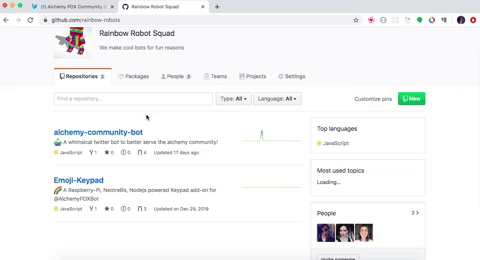 (1) Alchemy PDX Community B
Rainbow Robot Squad
github.com/rainbow-robots
Rainbow Robot Squad
We make cool bots for fun reasons
Repositories 2
Packages
People 3
Teams
Projects
Settings
Find a repository...
Type: All
Language: All
Customize pins
New
alchemy-community-bot
A whimsical twitter bot to better serve the alchemy community!
JavaScript 1 0 0 4 Updated 17 days ago
Emoji-Keypad
A Raspberry-Pi, Neotrellis, Nodejs powered Keypad add-on for
@AlchemyPDXBot
JavaScript 1 0 0 3 Updated on Dec 29, 2019
Top languages
JavaScript
Most used topics
Loading...
People 3 >
Invite someone